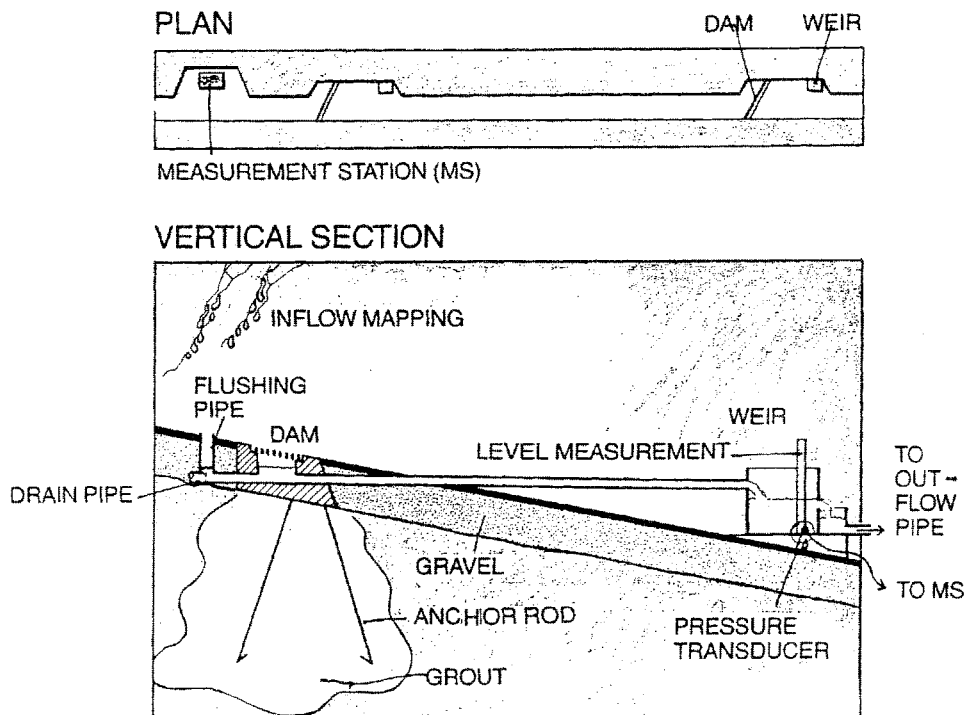 PLAN
DAM
WEIR
MEASUREMENT STATION (MS)
VERTICAL SECTION
INFLOW MAPPING
FLUSHING
PIPE
DAM
WEIR
LEVEL MEASUREMENT
TO
OUT-
FLOW
PIPE
DRAIN PIPE
GRAVEL
TO MS
ANCHOR ROD
PRESSURE
TRANSDUCER
GROUT